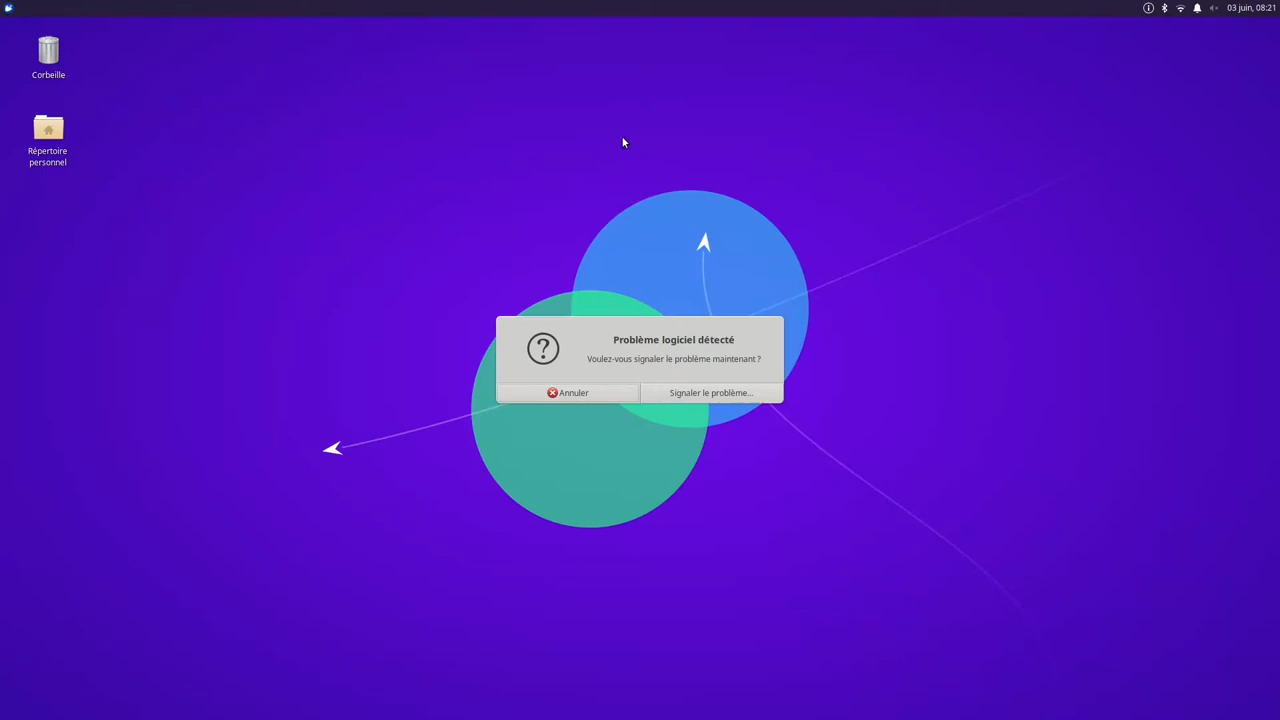 03 juin, 08:21
Corbeille
Répertoire
personnel
Problème logiciel détecté
Voulez-vous signaler le problème maintenant ?
Annuler
Signaler le problème...